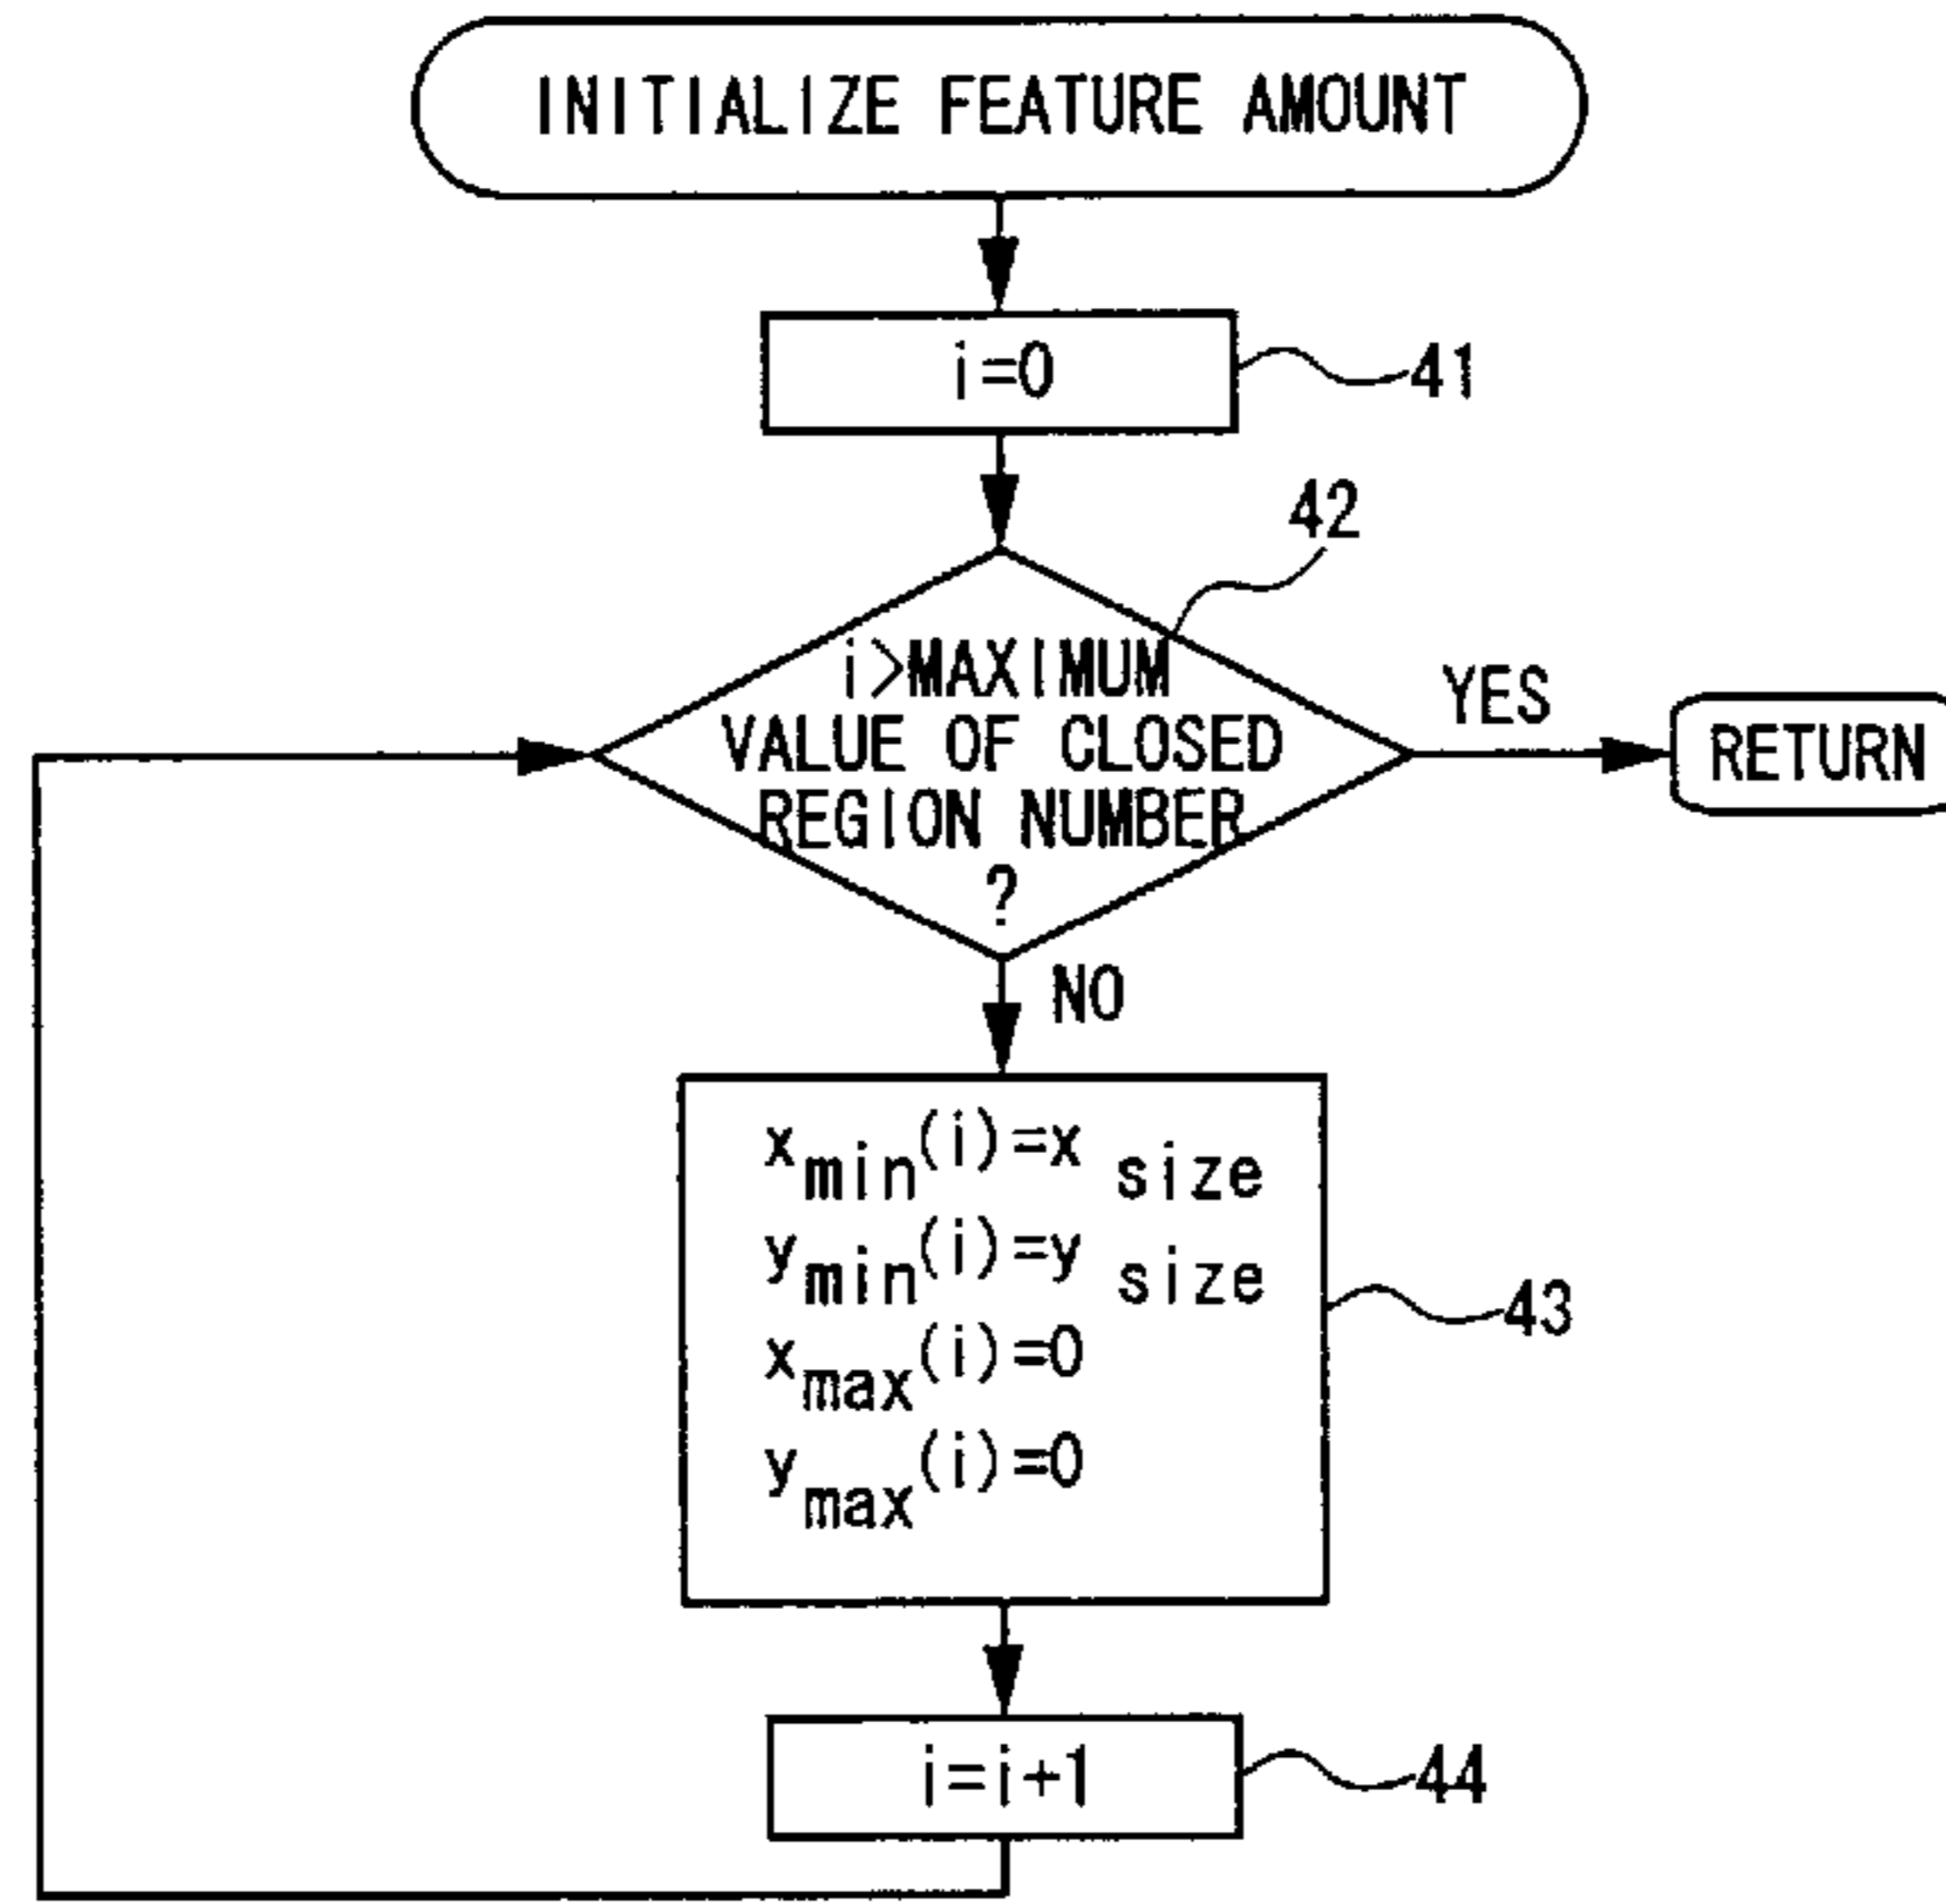 INITIALIZE FEATURE AMOUNT
i=0
41
42
i>MAXIMUM
VALUE OF CLOSED
REGION NUMBER
?
YES
RETURN
NO
xmin(i)=x size
ymin(i)=y size
xmax(i)=0
ymax(i)=0
43
i=i+1
44